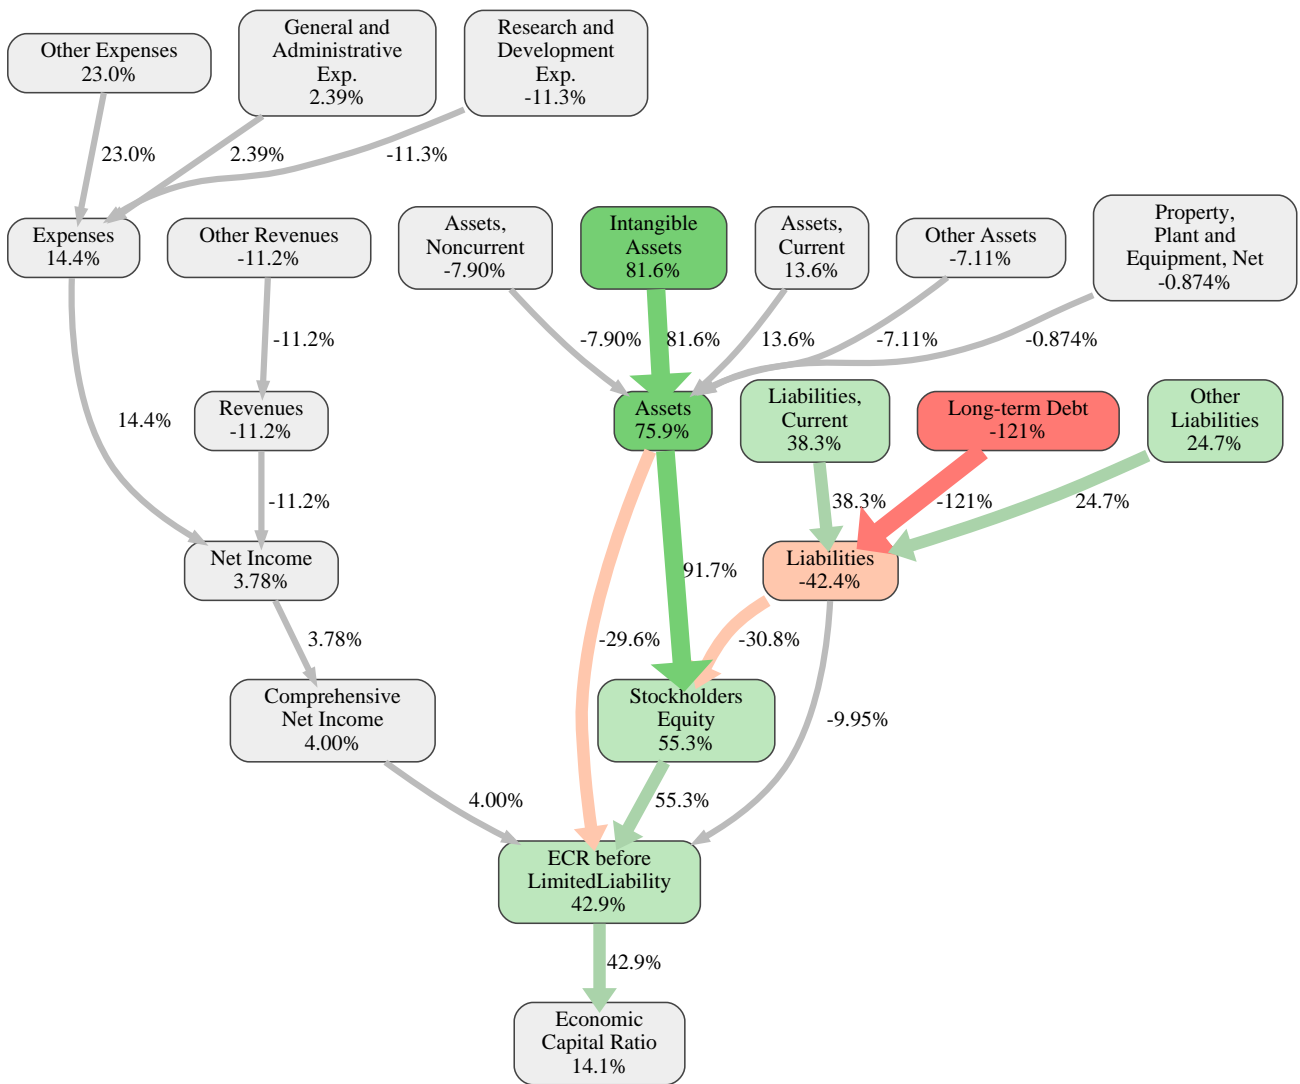 Other Expenses
23.0%
General and
Administrative
Exp.
2.39%
Research and
Development
Exp.
-11.3%
23.0%
2.39%
-11.3%
Expenses
14.4%
Other Revenues
-11.2%
Assets,
Noncurrent
-7.90%
Intangible
Assets
81.6%
Assets,
Current
13.6%
Other Assets
-7.11%
Property,
Plant and
Equipment, Net
-0.874%
-11.2%
-7.90%
81.6%
13.6%
-7.11%
-0.874%
14.4%
Revenues
-11.2%
Assets
75.9%
Liabilities,
Current
38.3%
Long-term Debt
-121%
Other
Liabilities
24.7%
-11.2%
38.3%
-121%
24.7%
Net Income
3.78%
91.7%
Liabilities
-42.4%
3.78%
-29.6%
-30.8%
Comprehensive
Net Income
4.00%
Stockholders
Equity
55.3%
-9.95%
4.00%
55.3%
ECR before
LimitedLiability
42.9%
42.9%
Economic
Capital Ratio
14.1%